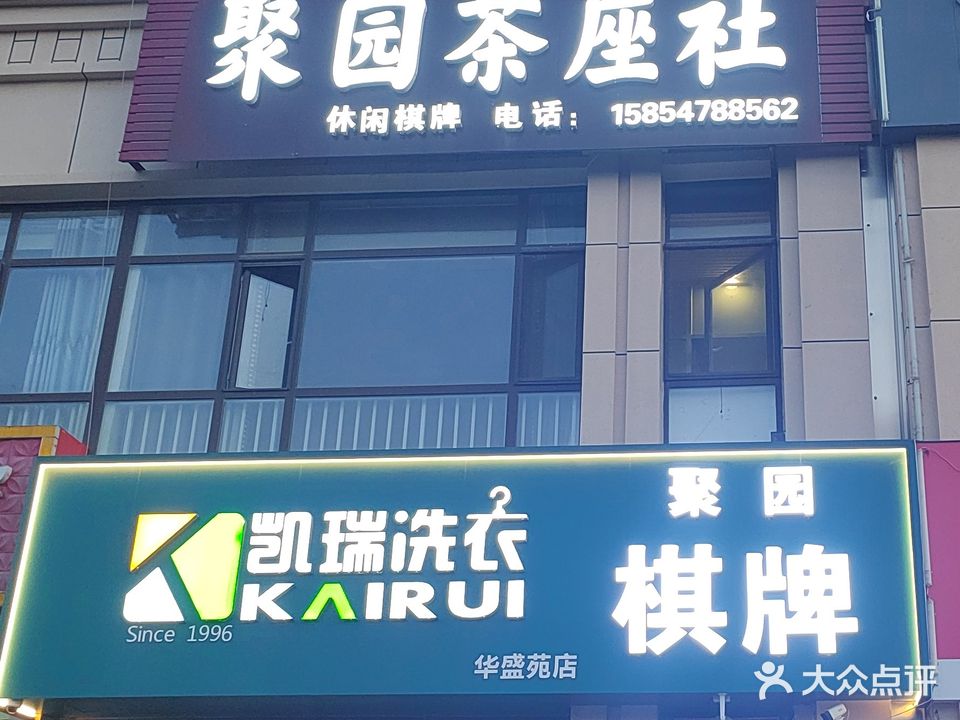 聚园茶座社
休闲棋牌 电话：15854788562
凯瑞洗衣
KAIRUI
Since 1996
华盛苑店
聚园
棋牌
大众点评